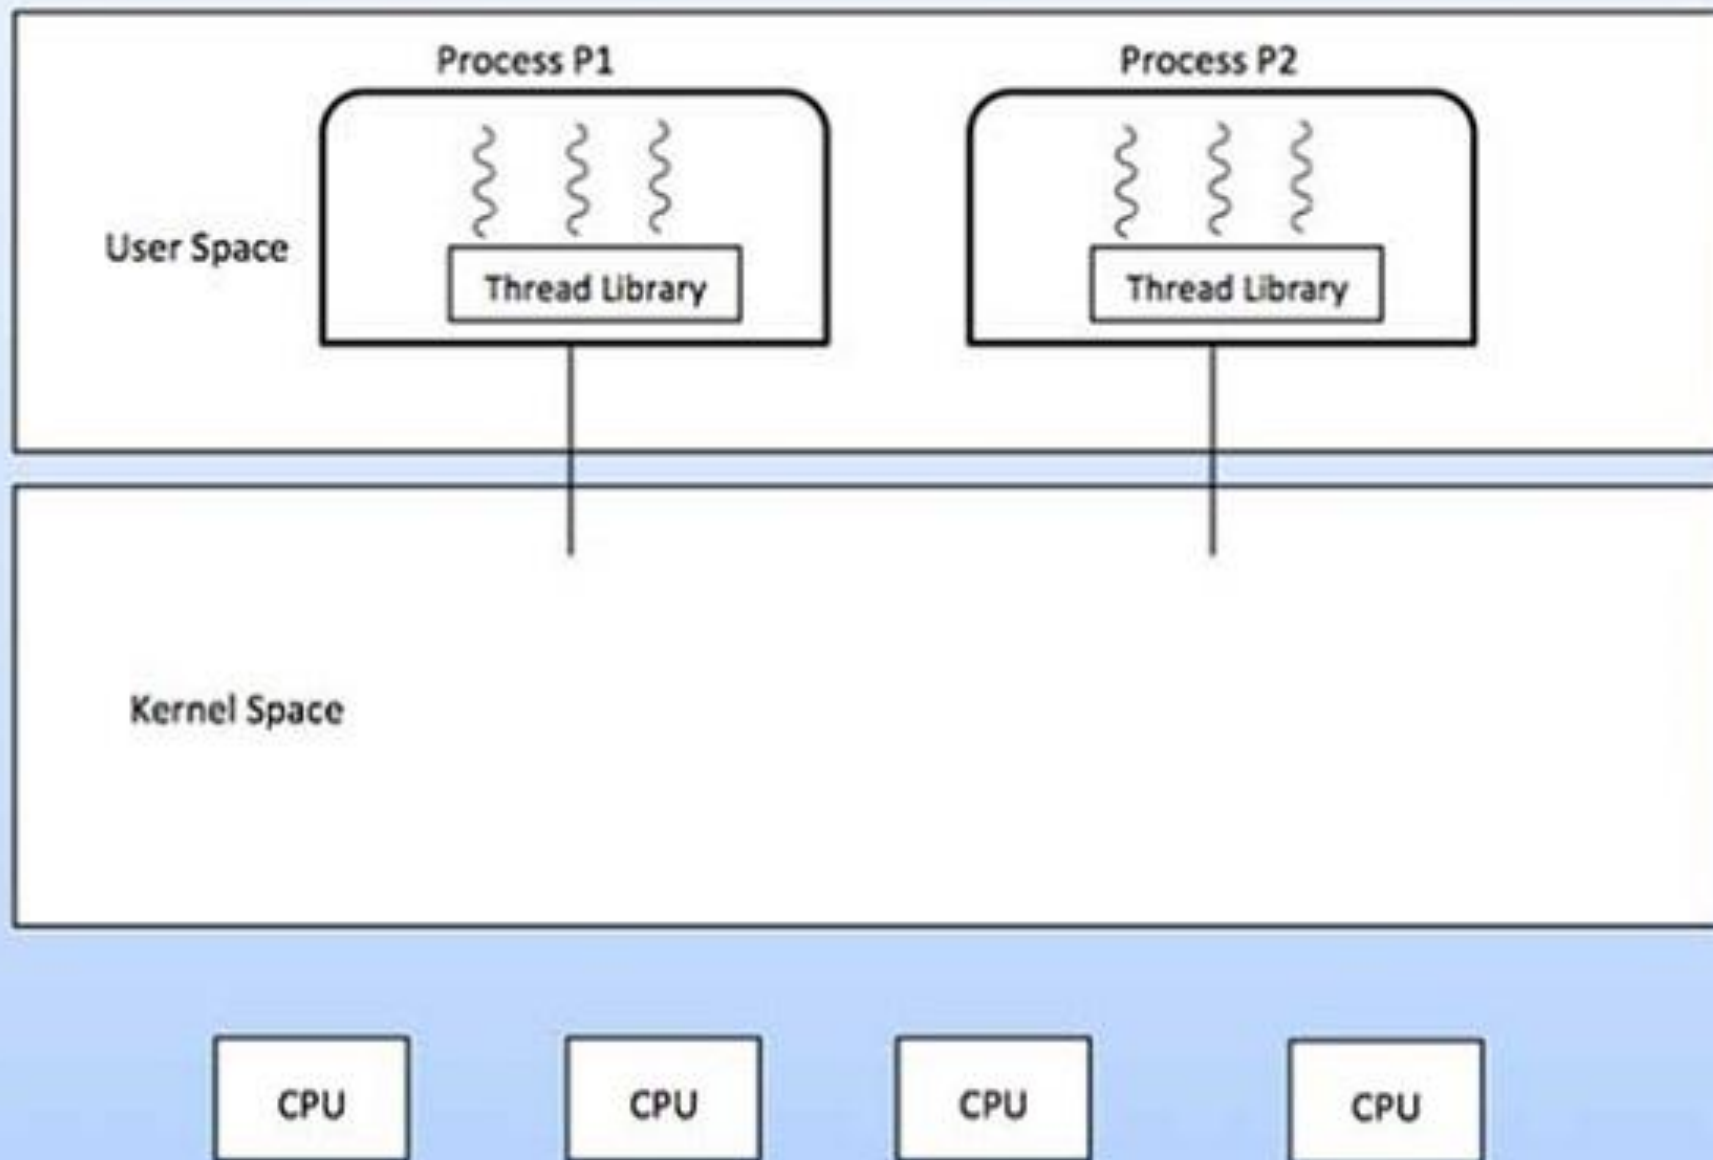 Process P1
Process P2
User Space
Thread Library
Thread Library
Kernel Space
CPU
CPU
CPU
CPU